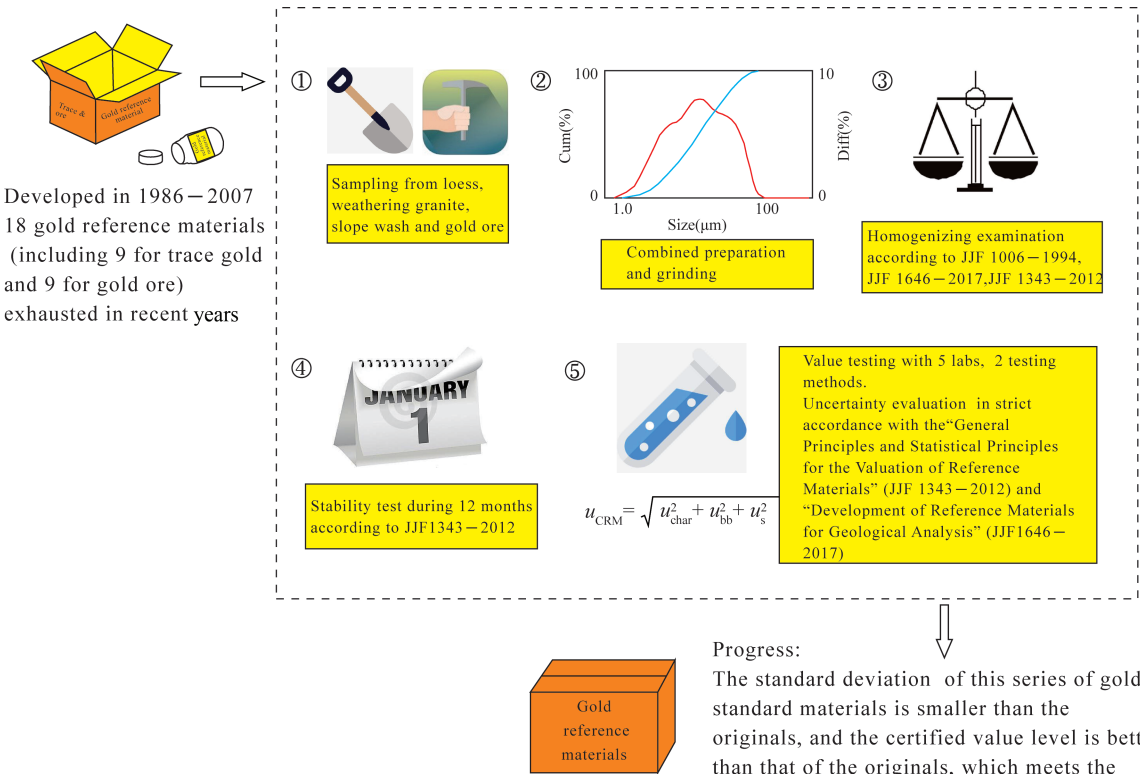 Trace &
ore
Gold reference
material
Developed in 1986－2007
18 gold reference materials
(including 9 for trace gold
and 9 for gold ore)
exhausted in recent years
①
Sampling from loess,
weathering granite,
slope wash and gold ore
②
100
10
Cum(%)
Diff(%)
0
0
1.0
100
Size(μm)
Combined preparation
and grinding
③
Homogenizing examination
according to JJF 1006－1994,
JJF 1646－2017,JJF 1343－2012
④
JANUARY
1
Stability test during 12 months
according to JJF1343－2012
⑤
u_CRM = √(u²_char + u²_bb + u²_s)
Value testing with 5 labs, 2 testing
methods.
Uncertainty evaluation in strict
accordance with the“General
Principles and Statistical Principles
for the Valuation of Reference
Materials” (JJF 1343－2012) and
“Development of Reference Materials
for Geological Analysis” (JJF1646－
2017)
Gold
reference
materials
Progress:
The standard deviation of this series of gold
standard materials is smaller than the
originals, and the certified value level is bett
than that of the originals, which meets the